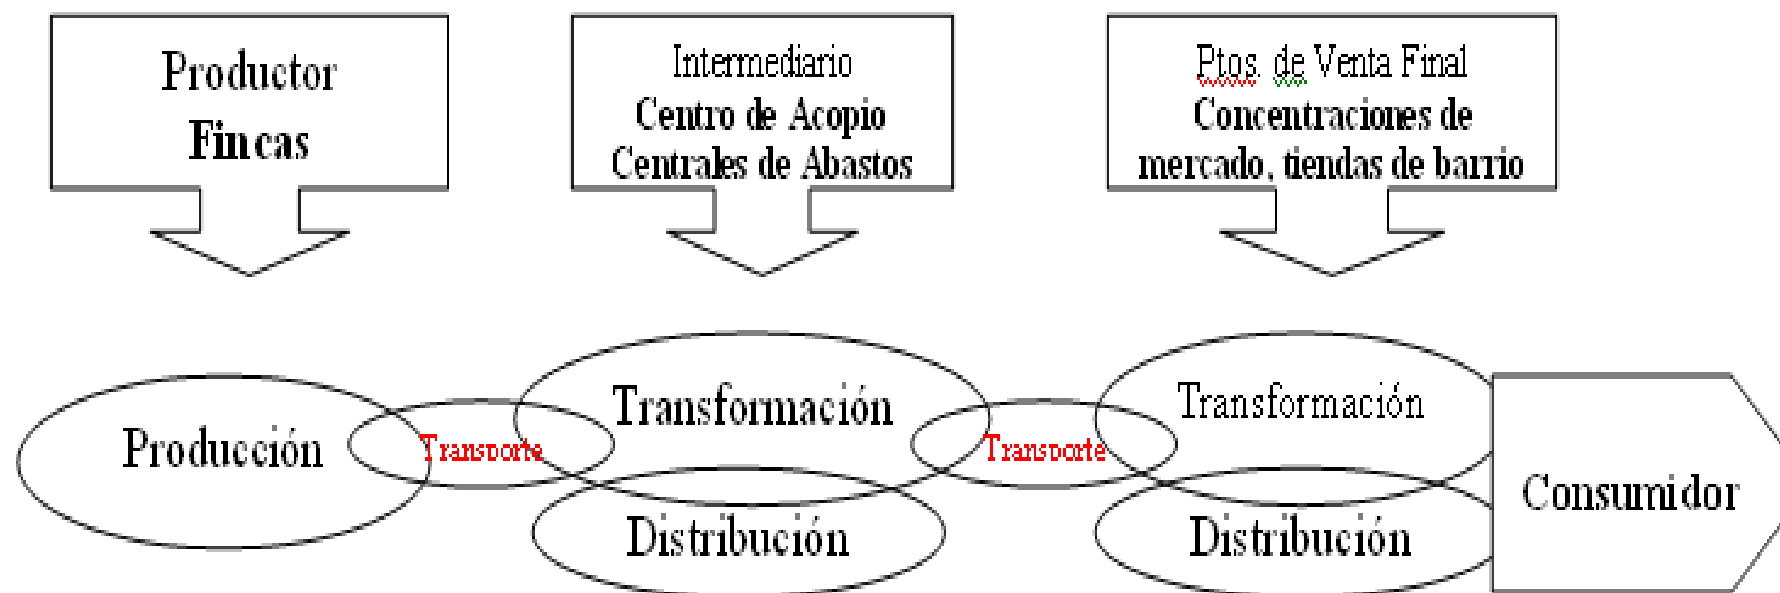 Productor
Fincas
Intermediario
Centro de Acopio
Centrales de Abastos
Ptos. de Venta Final
Concentraciones de
mercado, tiendas de barrio
Producción
Transporte
Transformación
Distribución
Transporte
Transformación
Distribución
Consumidor